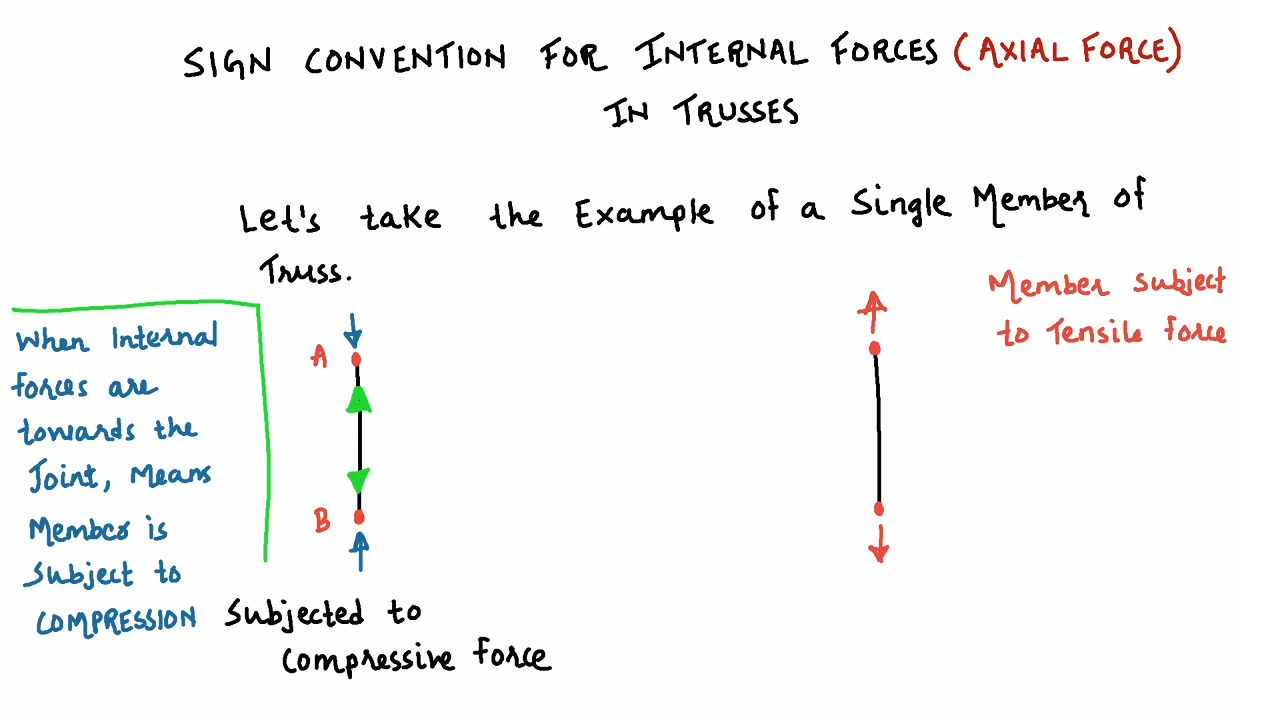 SIGN CONVENTION FOR INTERNAL FORCES (AXIAL FORCE)
IN TRUSSES
Let's take the Example of a Single Member of
Truss.
Member subject
to Tensile force
When Internal
forces are
towards the
Joint, Means
Member is
Subject to
COMPRESSION
A
B
Subjected to
Compressive force